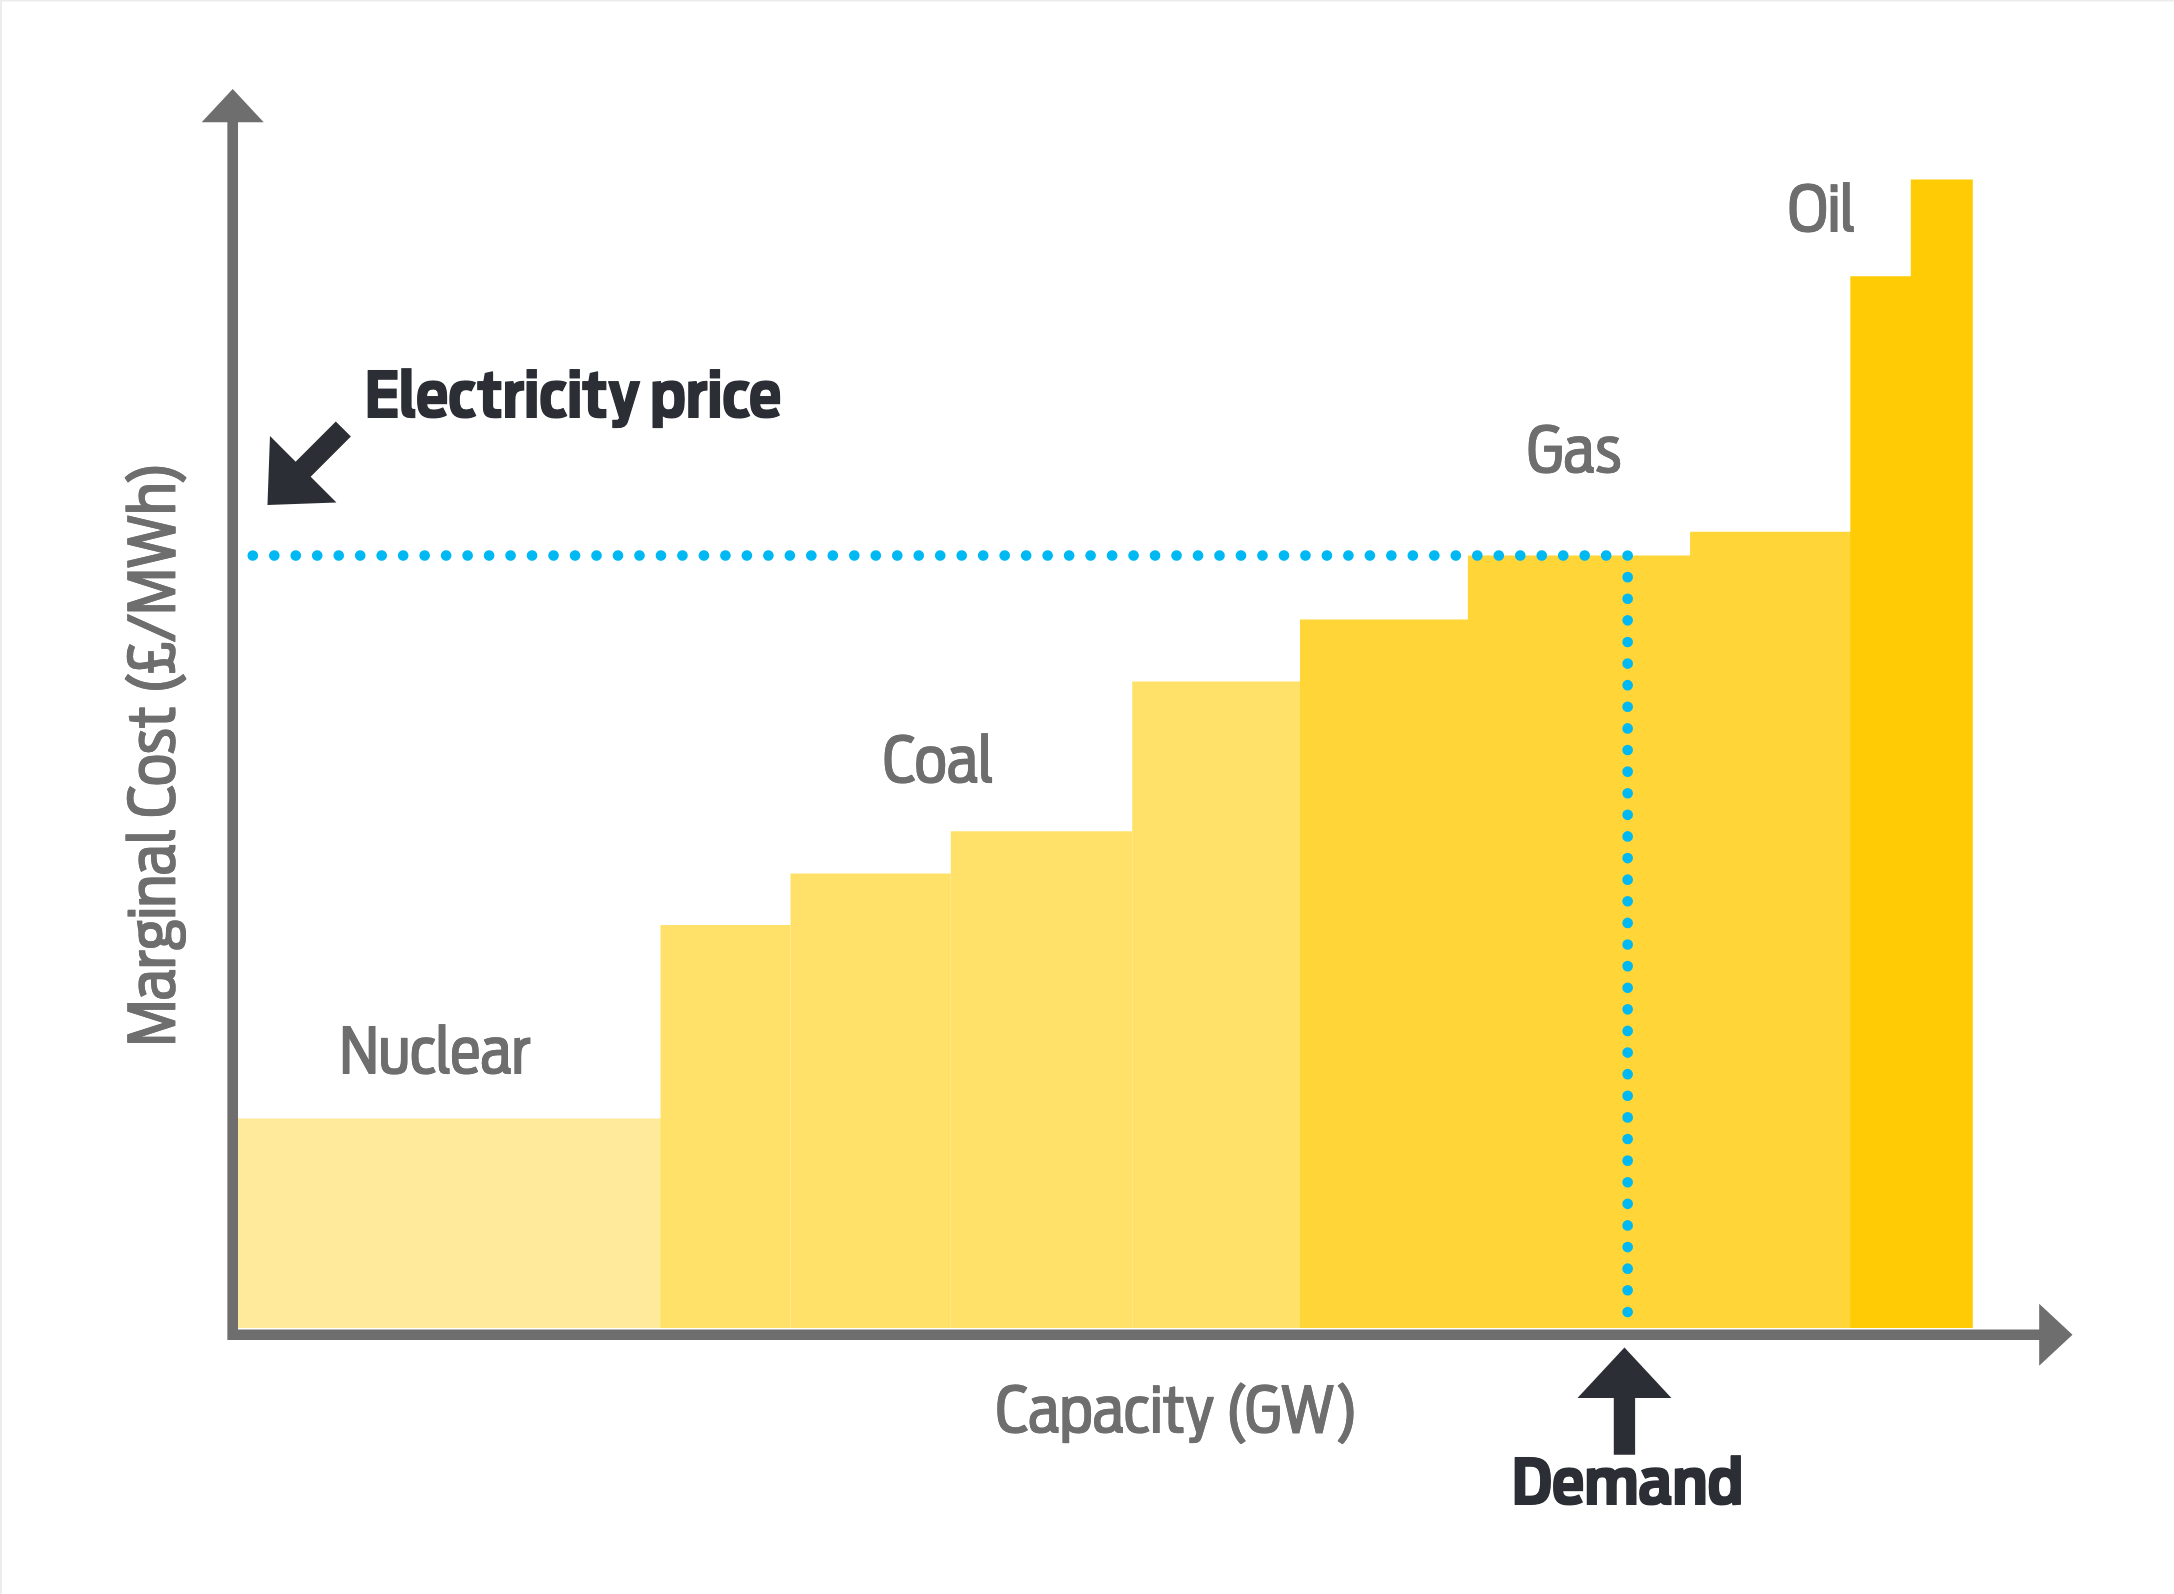 Oil
Electricity price
Gas
Marginal Cost (£/MWh)
Coal
Nuclear
Capacity (GW)
Demand